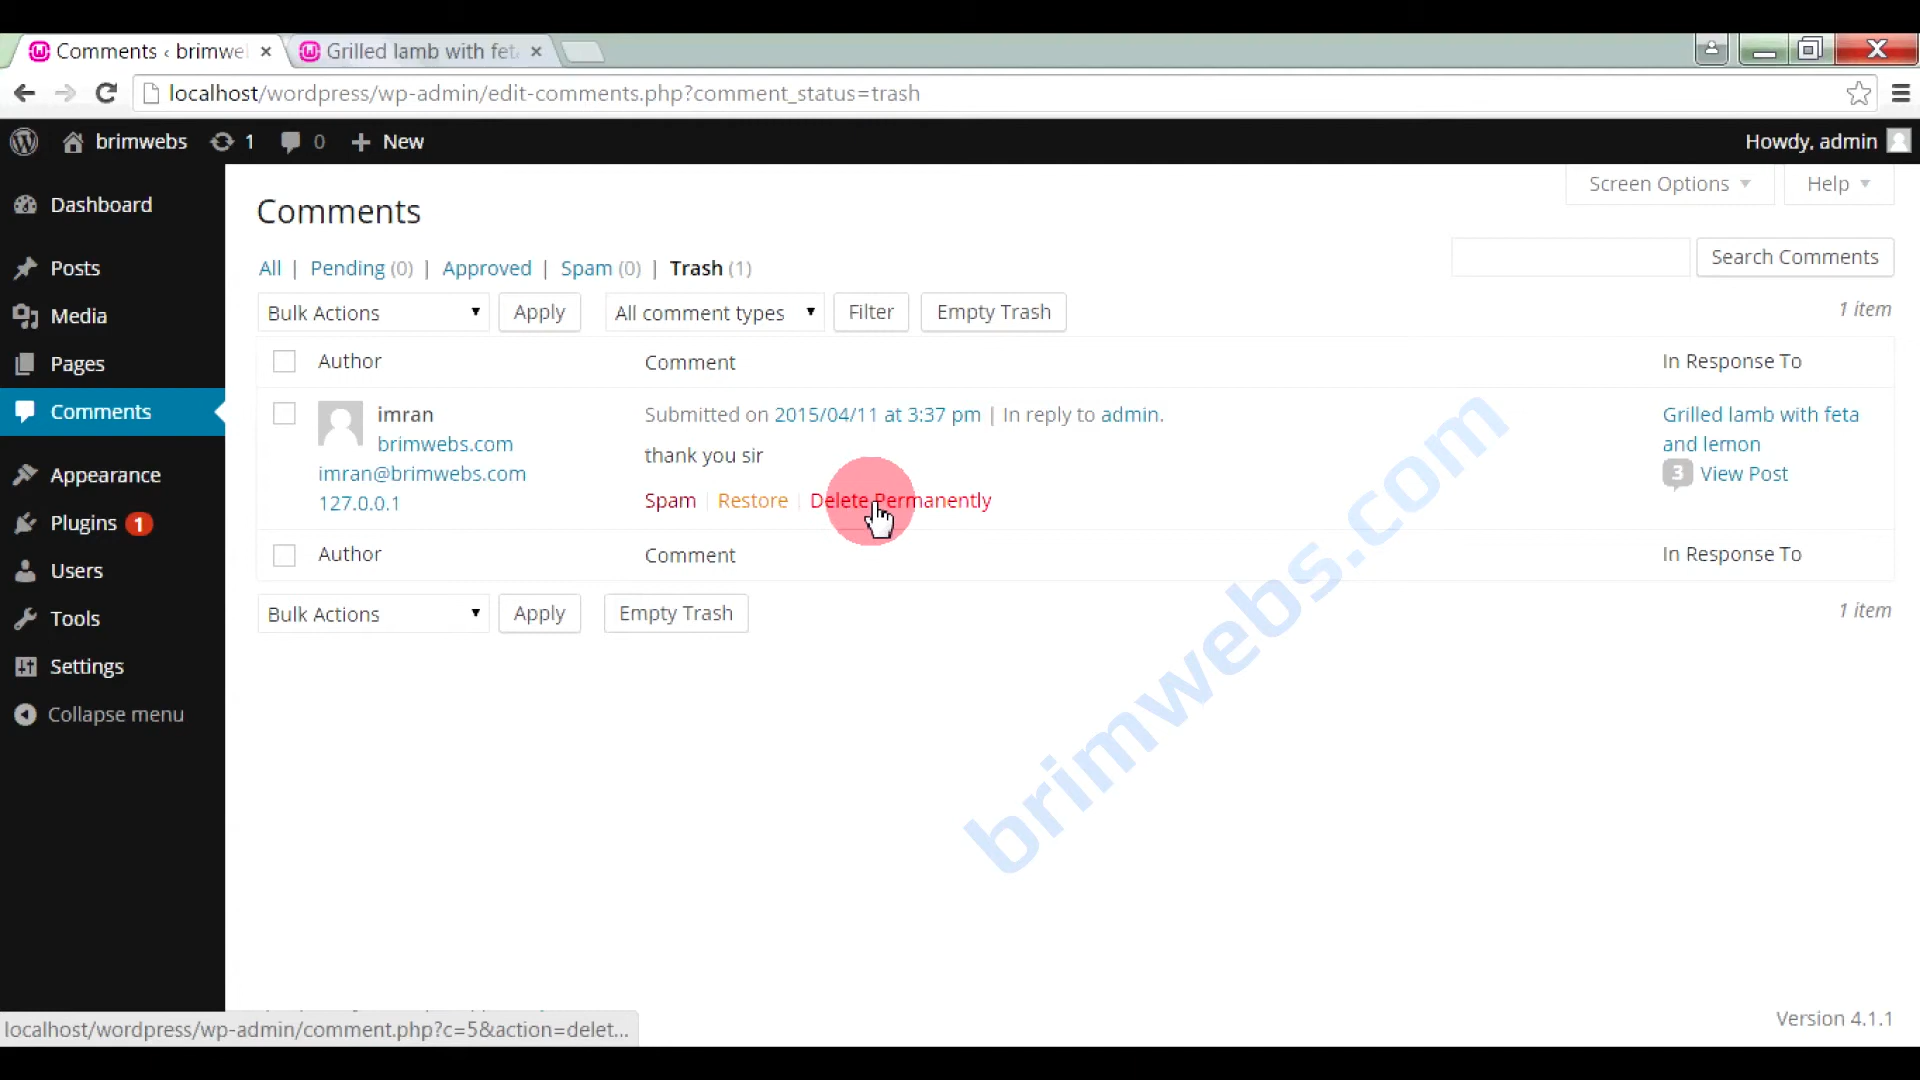 Comments ‹ brimwe
Grilled lamb with fet
localhost/wordpress/wp-admin/edit-comments.php?comment_status=trash
brimwebs 1 0 + New
Howdy, admin
Dashboard
Posts
Media
Pages
Comments
Appearance
Plugins 1
Users
Tools
Settings
Collapse menu
Screen Options
Help
Comments
All | Pending (0) | Approved | Spam (0) | Trash (1)
Search Comments
Bulk Actions
Apply
All comment types
Filter
Empty Trash
1 item
Author
Comment
In Response To
imran
brimwebs.com
imran@brimwebs.com
127.0.0.1
Submitted on 2015/04/11 at 3:37 pm | In reply to admin.
thank you sir
Spam | Restore | Delete Permanently
Grilled lamb with feta
and lemon
3 View Post
Author
Comment
In Response To
Bulk Actions
Apply
Empty Trash
1 item
brimwebs.com
localhost/wordpress/wp-admin/comment.php?c=5&action=delet...
Version 4.1.1